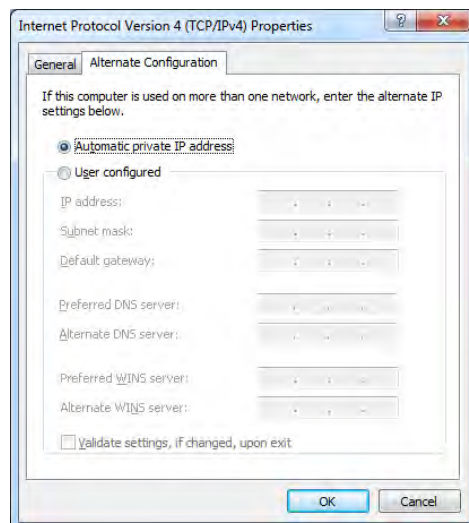 Internet Protocol Version 4 (TCP/IPv4) Properties
General
Alternate Configuration
If this computer is used on more than one network, enter the alternate IP
settings below.
Automatic private IP address
User configured
IP address:
Subnet mask:
Default gateway:
Preferred DNS server:
Alternate DNS server:
Preferred WINS server:
Alternate WINS server:
Validate settings, if changed, upon exit
OK
Cancel